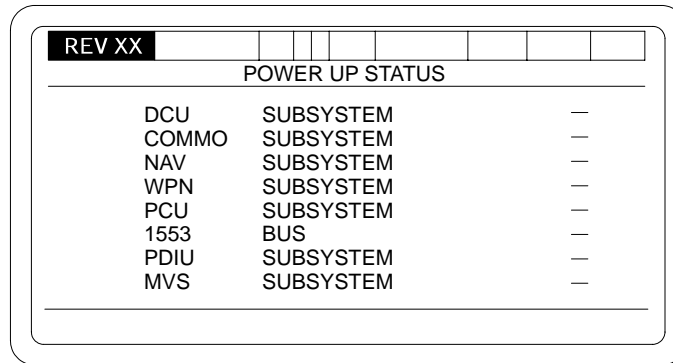 REV XX
POWER UP STATUS
DCU SUBSYSTEM —
COMMO SUBSYSTEM —
NAV SUBSYSTEM —
WPN SUBSYSTEM —
PCU SUBSYSTEM —
1553 BUS —
PDIU SUBSYSTEM —
MVS SUBSYSTEM —